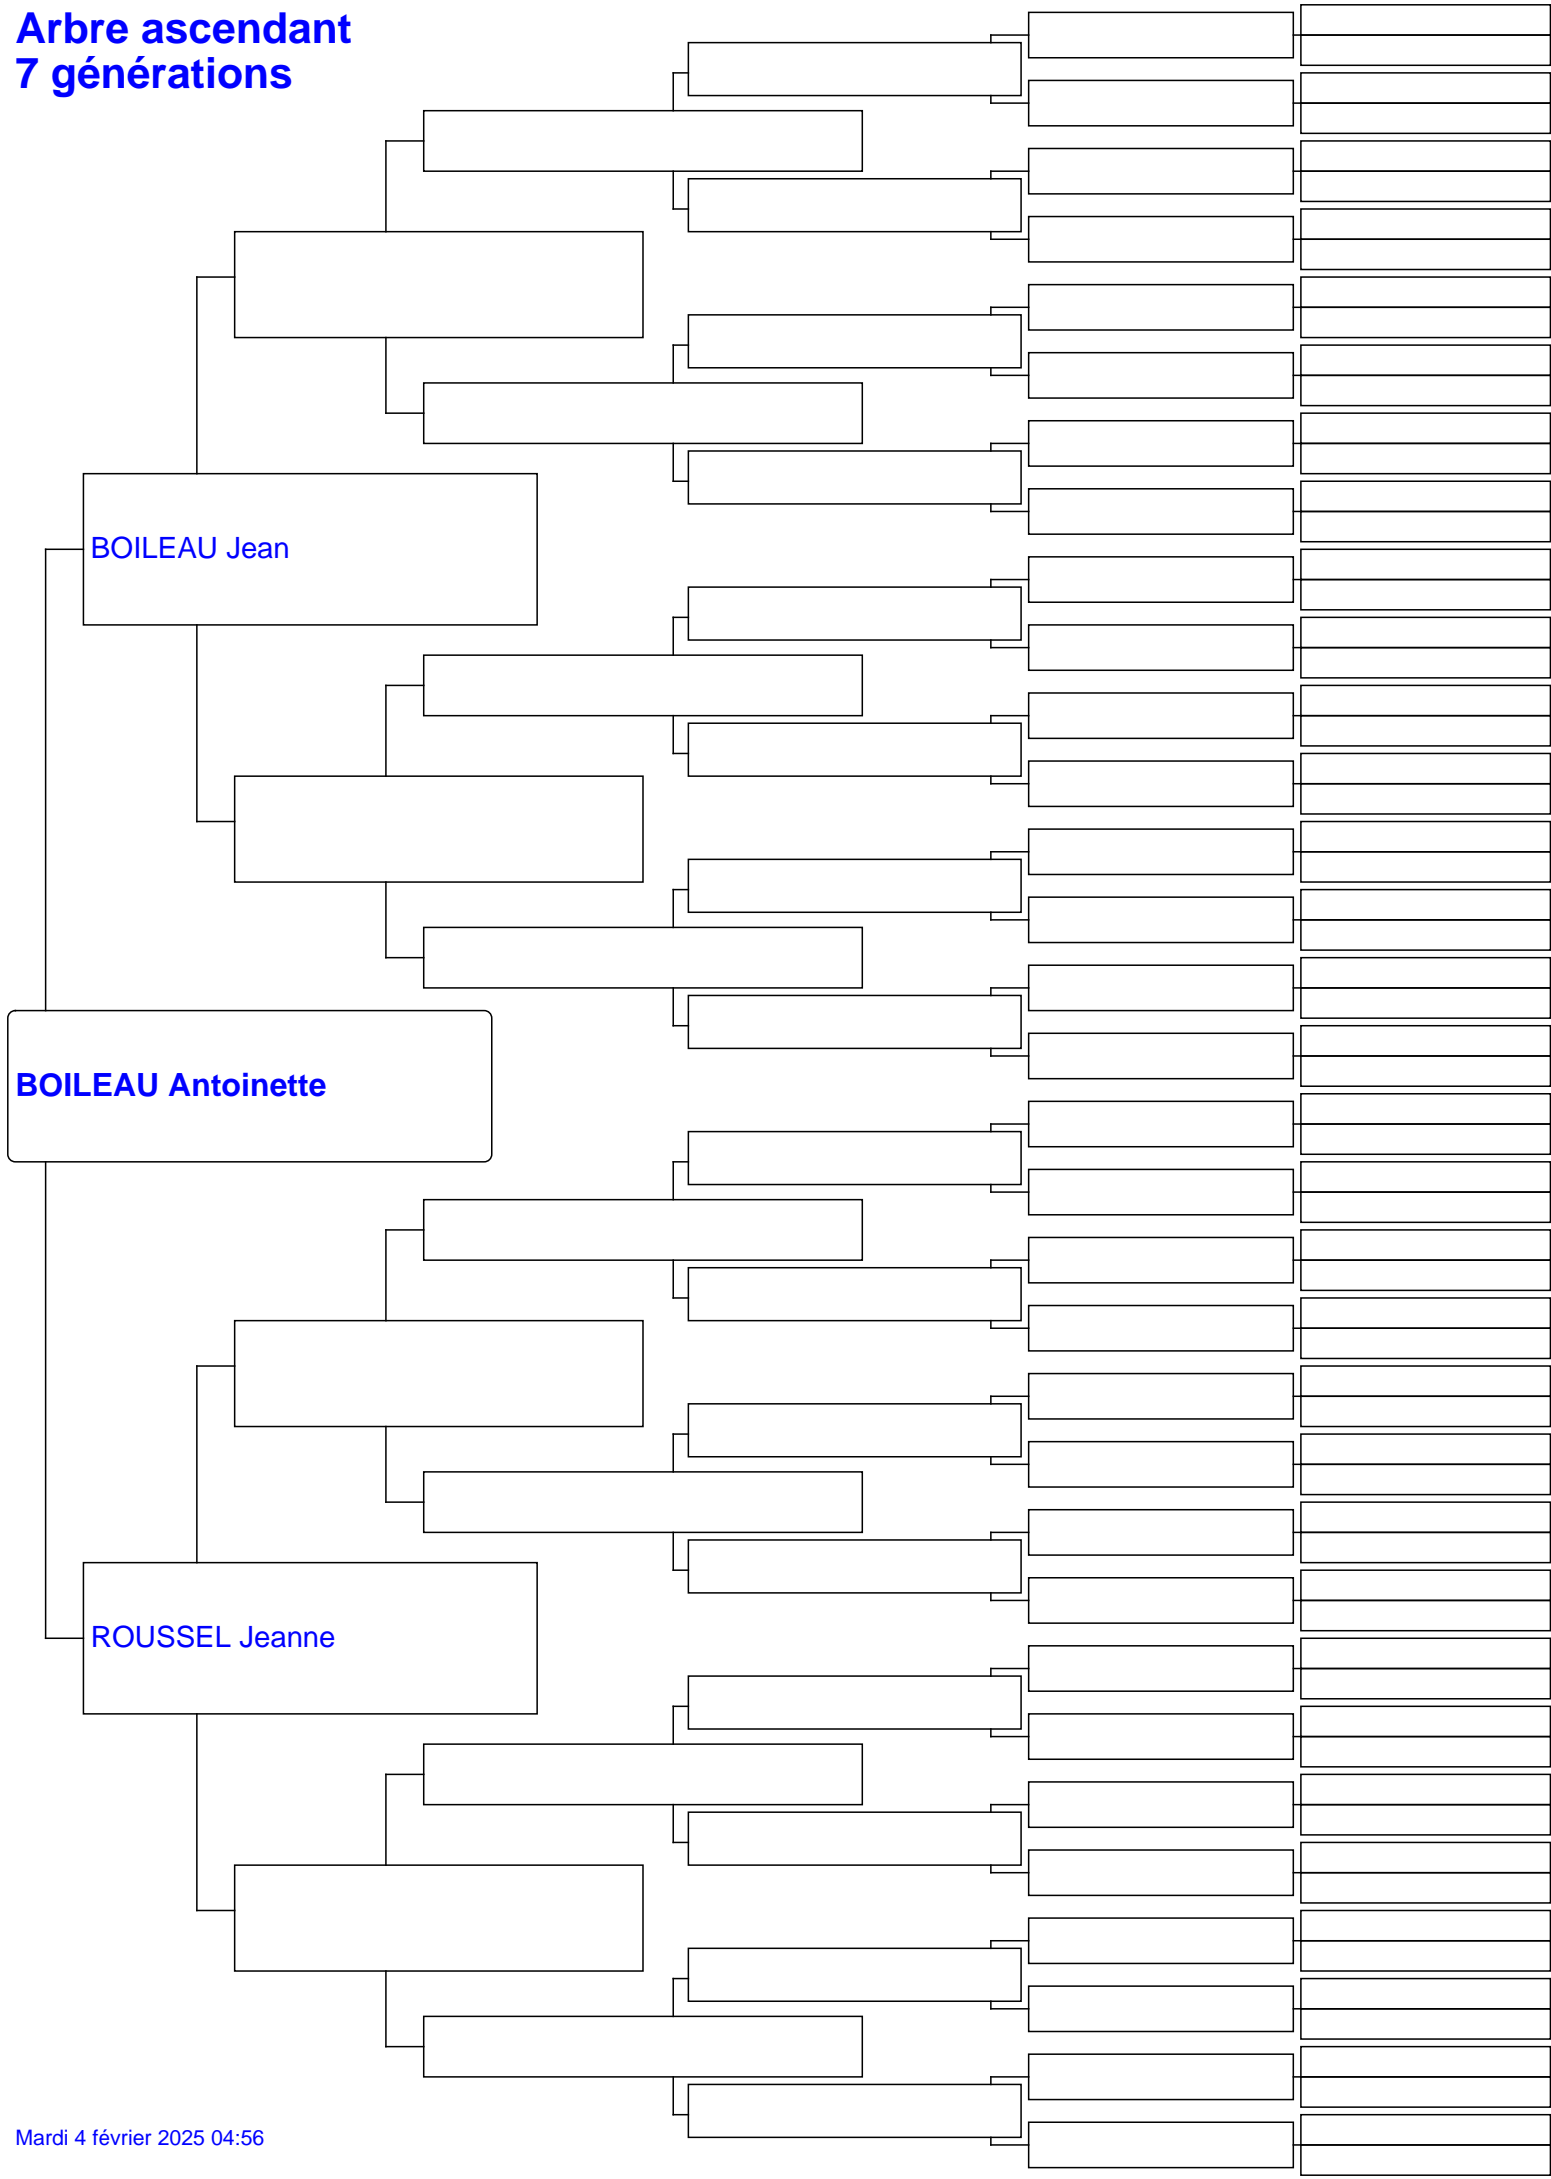 Arbre ascendant
7 générations
BOILEAU Jean
BOILEAU Antoinette
ROUSSEL Jeanne
Mardi 4 février 2025 04:56